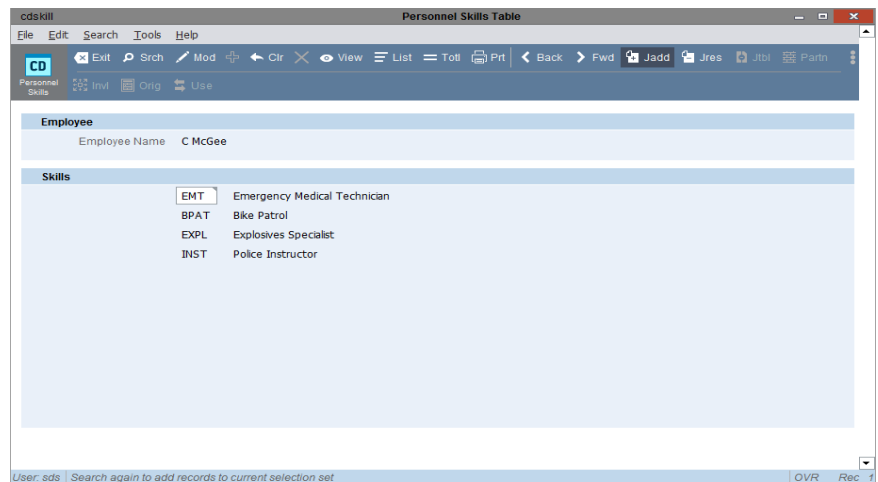 cdskill Personnel Skills Table
File Edit Search Tools Help
Exit Srch Mod Clr View List Totl Prt Back Fwd Jadd Jres Jtbl Partn
CD
Personnel
Skills
Invl Orig Use
Employee
Employee Name C McGee
Skills
EMT Emergency Medical Technician
BPAT Bike Patrol
EXPL Explosives Specialist
INST Police Instructor
User: sds Search again to add records to current selection set OVR Rec 1